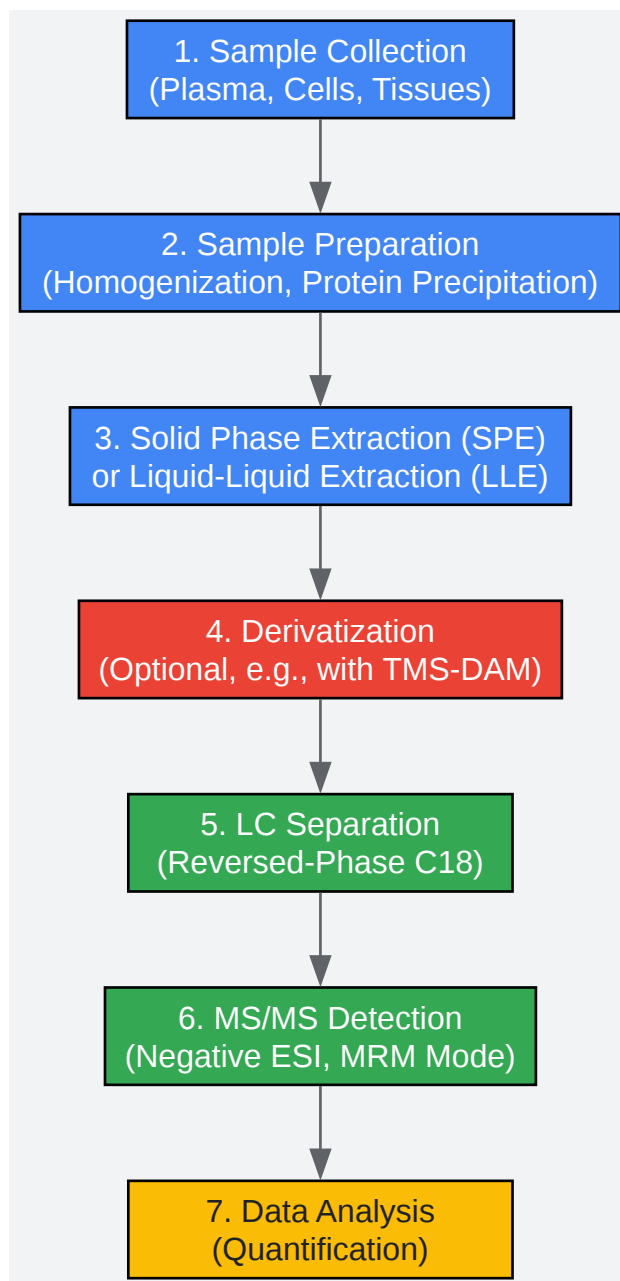 1. Sample Collection
(Plasma, Cells, Tissues)
2. Sample Preparation
(Homogenization, Protein Precipitation)
3. Solid Phase Extraction (SPE)
or Liquid-Liquid Extraction (LLE)
4. Derivatization
(Optional, e.g., with TMS-DAM)
5. LC Separation
(Reversed-Phase C18)
6. MS/MS Detection
(Negative ESI, MRM Mode)
7. Data Analysis
(Quantification)